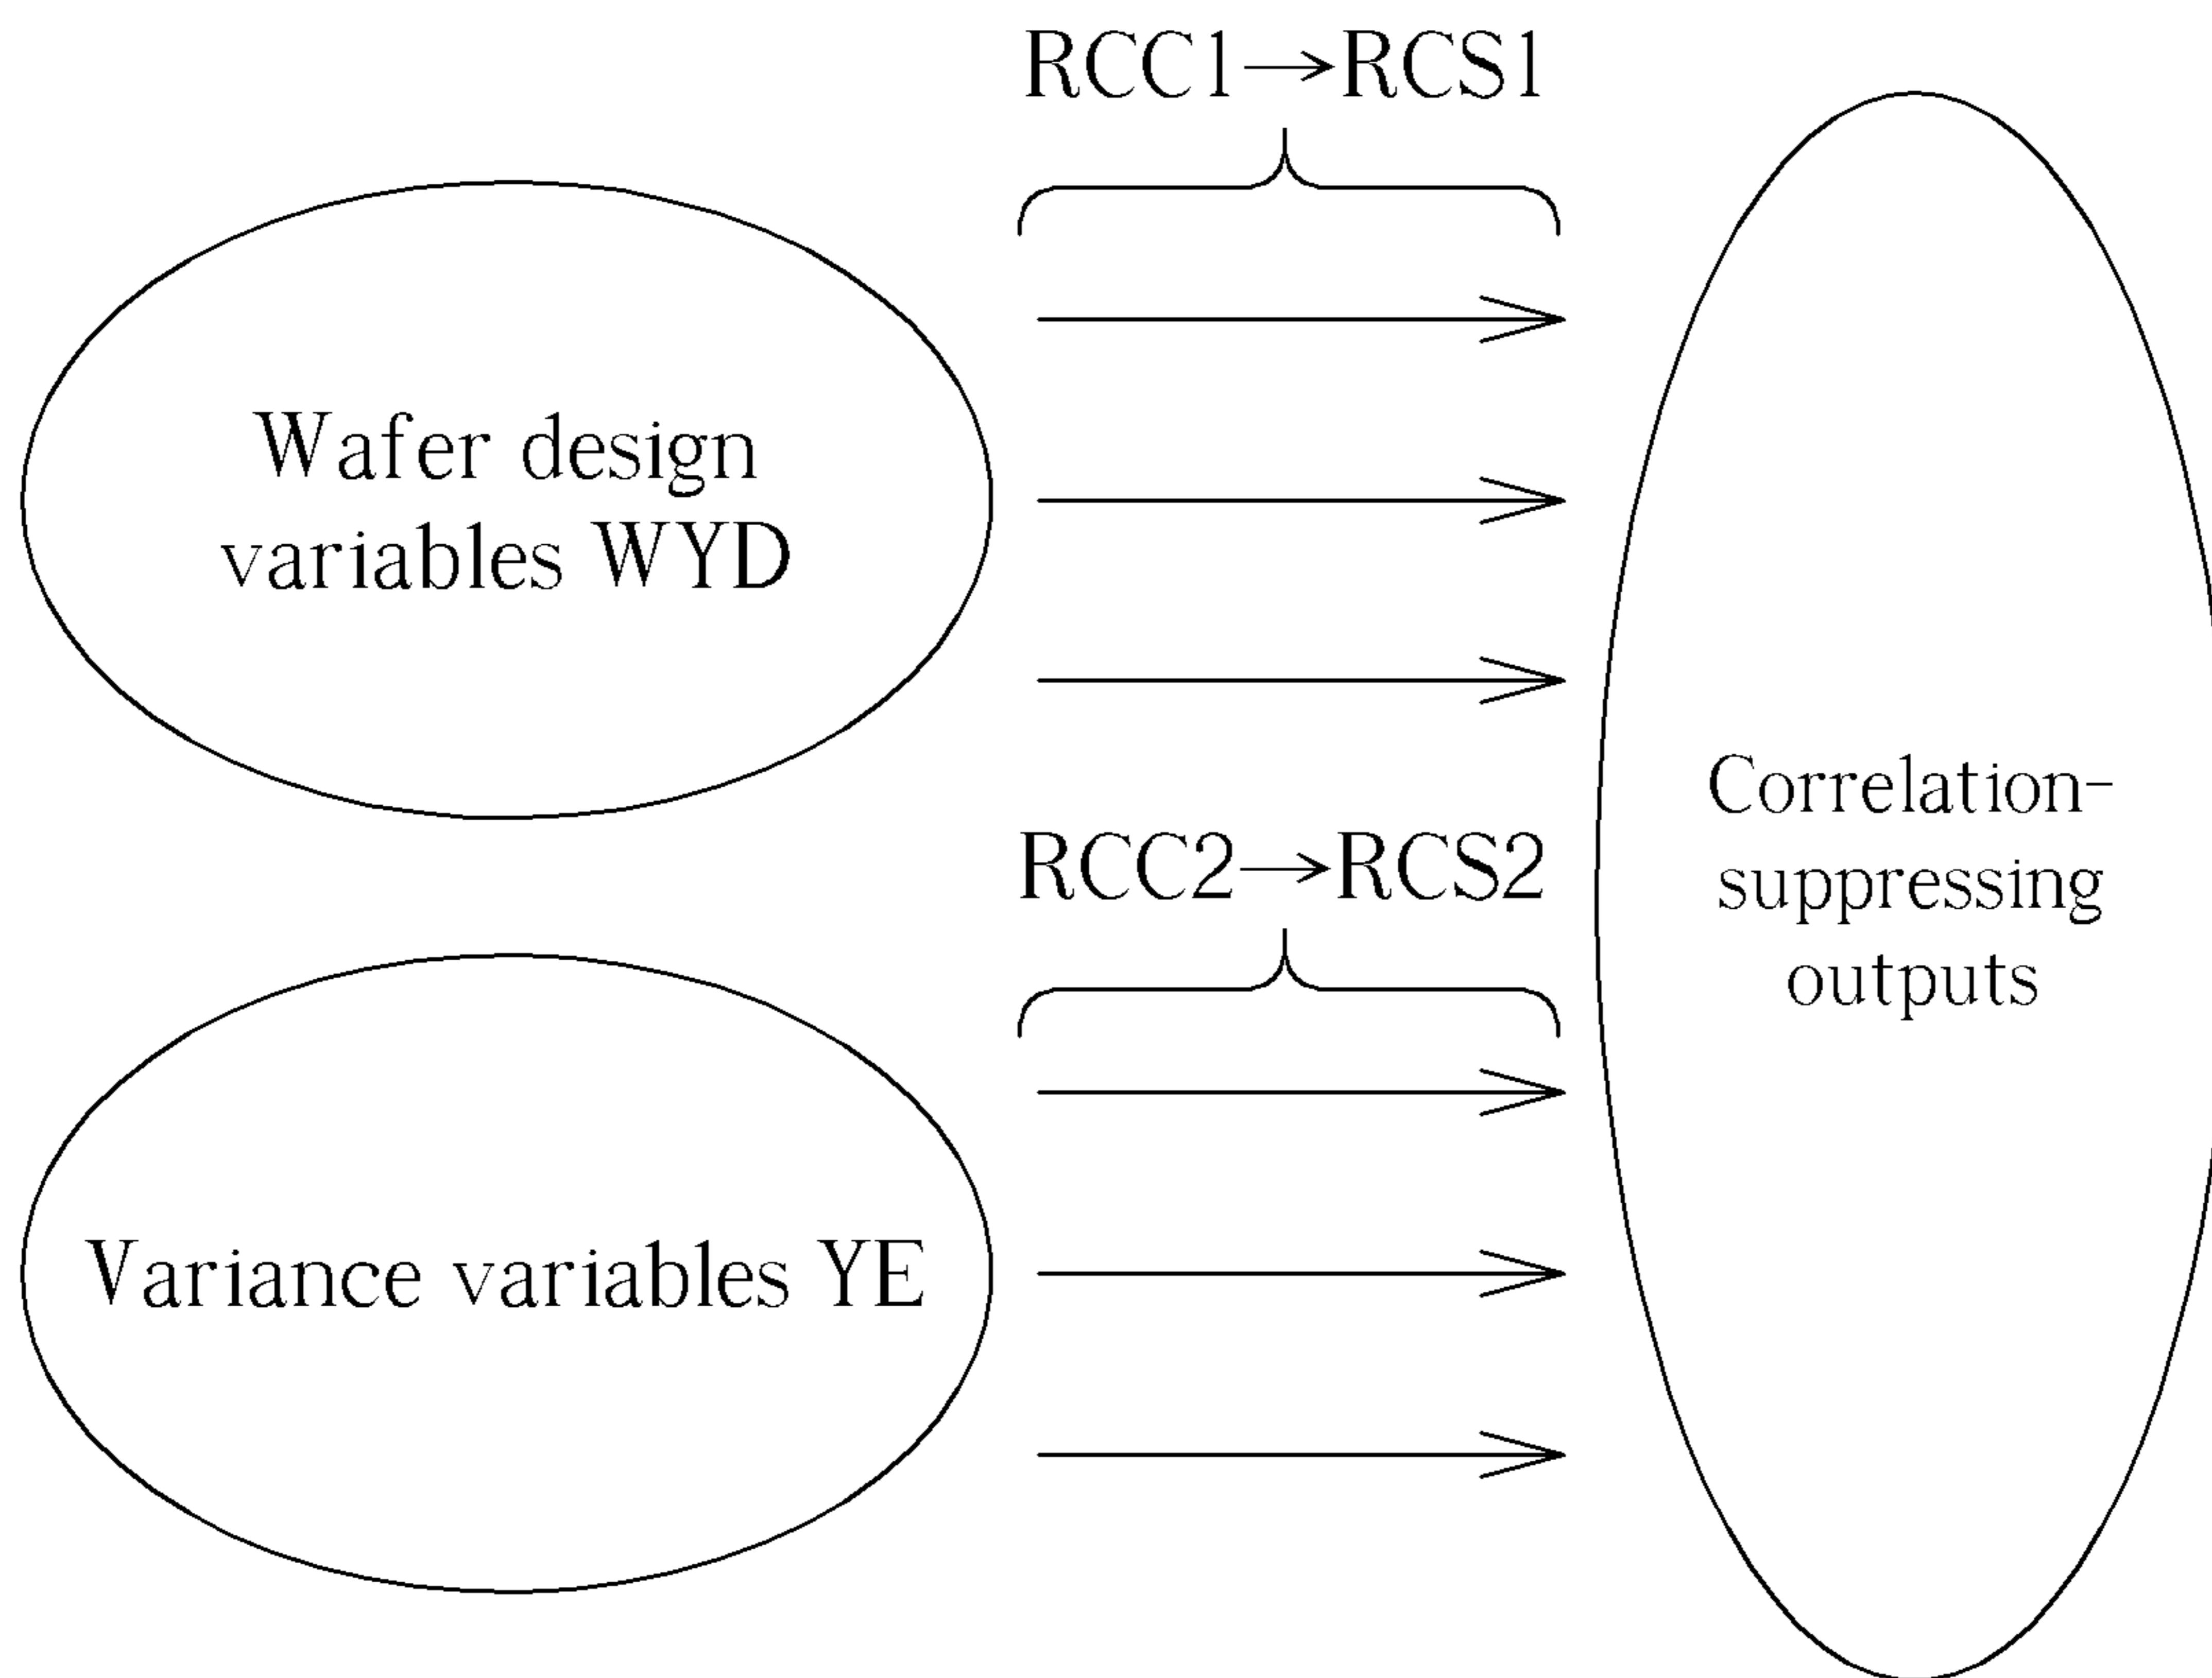 RCC1→RCS1
Wafer design
variables WYD
RCC2→RCS2
Correlation-
suppressing
outputs
Variance variables YE